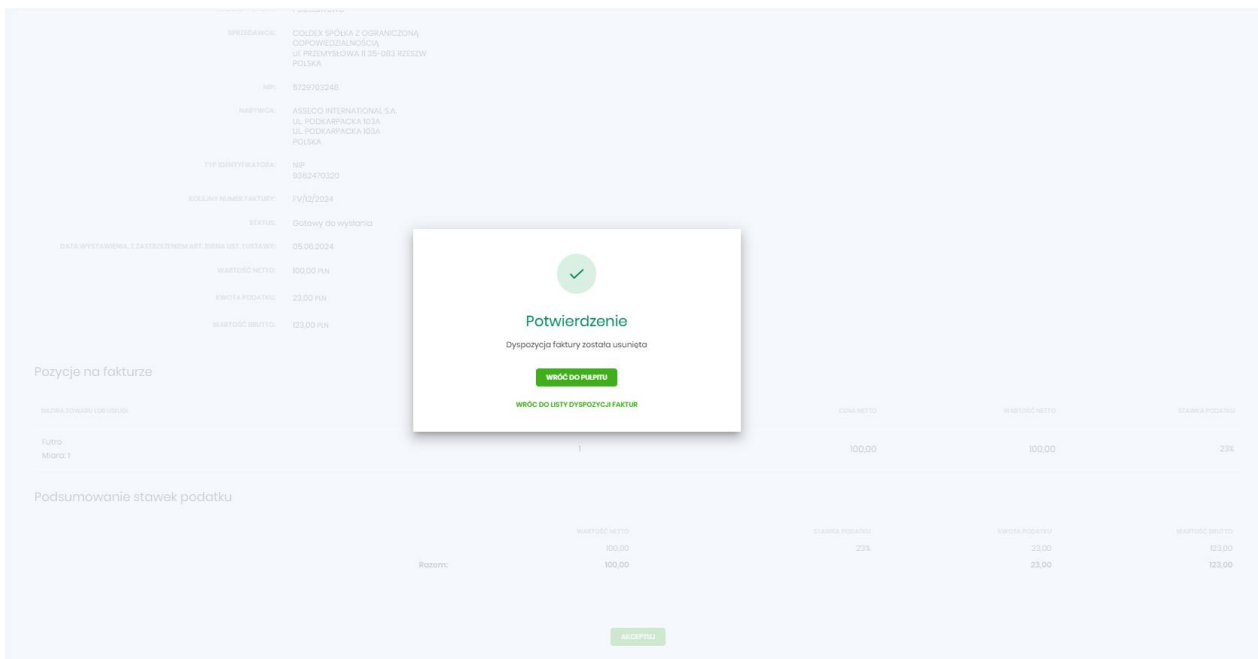 SPRZEDAWCA: COLDEX SPÓŁKA Z OGRANICZONĄ
ODPOWIEDZIALNOŚCIĄ
ul. PRZEMYSŁOWA 11 35-083 RZESZW
POLSKA
NIP: 5729703246
NABYWCA: ASSECO INTERNATIONAL S.A.
UL. PODKARPACKA 103A
UL. PODKARPACKA 103A
POLSKA
TYP IDENTYFIKATORA: NIP
9362470320
KOLEJNY NUMER FAKTURY: FV/12/2024
STATUS: Gotowy do wysłania
DATA WYSTAWIENIA, Z ZASTRZEŻENIEM ART. 106NA UST. 1 USTAWY: 05.06.2024
WARTOŚĆ NETTO: 100,00 PLN
KWOTA PODATKU: 23,00 PLN
WARTOŚĆ BRUTTO: 123,00 PLN
Potwierdzenie
Dyspozycja faktury została usunięta
WRÓĆ DO PULPITU
WRÓĆ DO LISTY DYSPOZYCJI FAKTUR
Pozycje na fakturze
NAZWA TOWARU LUB USŁUGI CENA NETTO WARTOŚĆ NETTO STAWKA PODATKU
Futro
Miara: 1 1 100,00 100,00 23%
Podsumowanie stawek podatku
WARTOŚĆ NETTO STAWKA PODATKU KWOTA PODATKU WARTOŚĆ BRUTTO
100,00 23% 23,00 123,00
Razem: 100,00 23,00 123,00
AKCEPTUJ